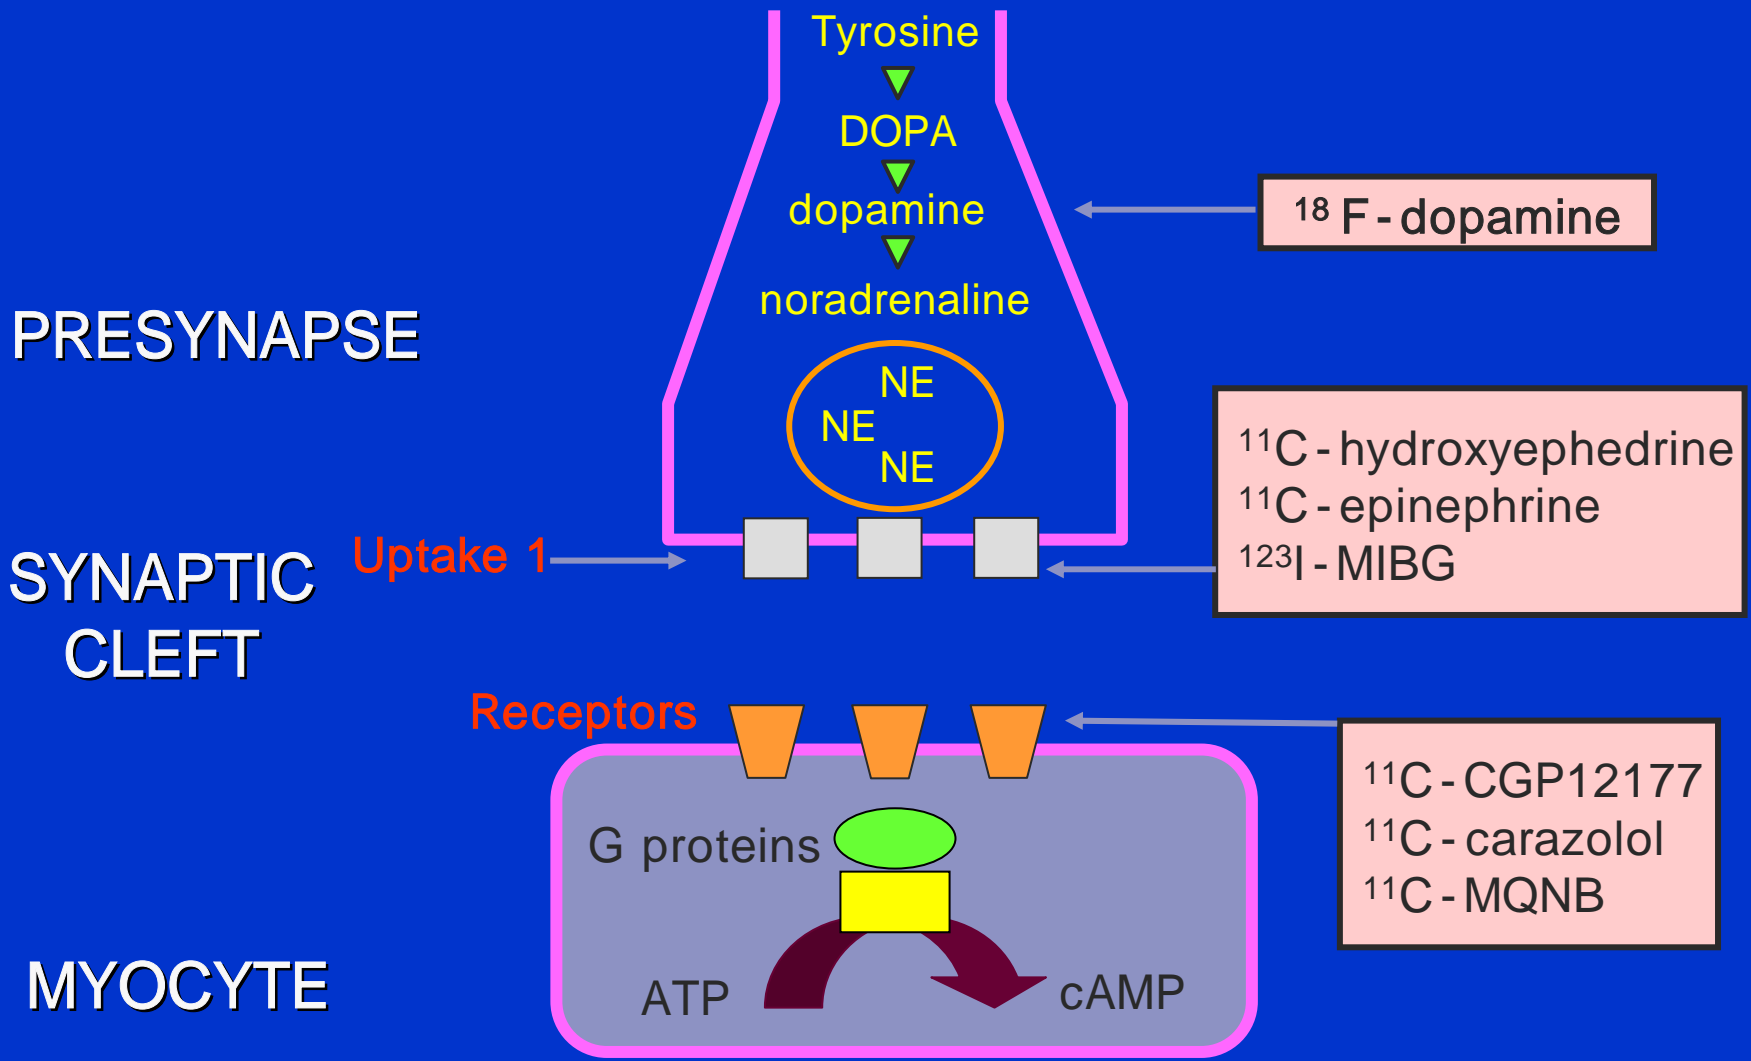 Tyrosine
DOPA
dopamine
noradrenaline
NE
NE
NE
PRESYNAPSE
¹⁸ F - dopamine
¹¹C - hydroxyephedrine
¹¹C - epinephrine
¹²³I - MIBG
Uptake 1
SYNAPTIC
CLEFT
Receptors
¹¹C - CGP12177
¹¹C - carazolol
¹¹C - MQNB
G proteins
MYOCYTE
ATP
cAMP